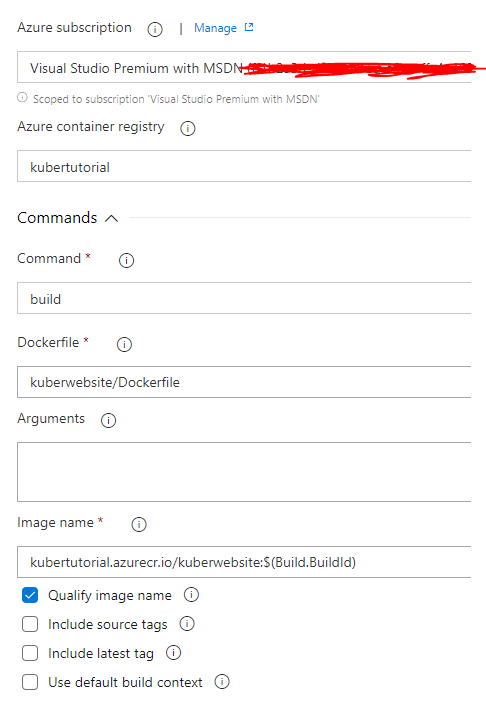 Azure subscription | Manage
Visual Studio Premium with MSDN
Scoped to subscription 'Visual Studio Premium with MSDN'
Azure container registry
kubertutorial
Commands
Command *
build
Dockerfile *
kuberwebsite/Dockerfile
Arguments
Image name *
kubertutorial.azurecr.io/kuberwebsite:$(Build.BuildId)
Qualify image name
Include source tags
Include latest tag
Use default build context